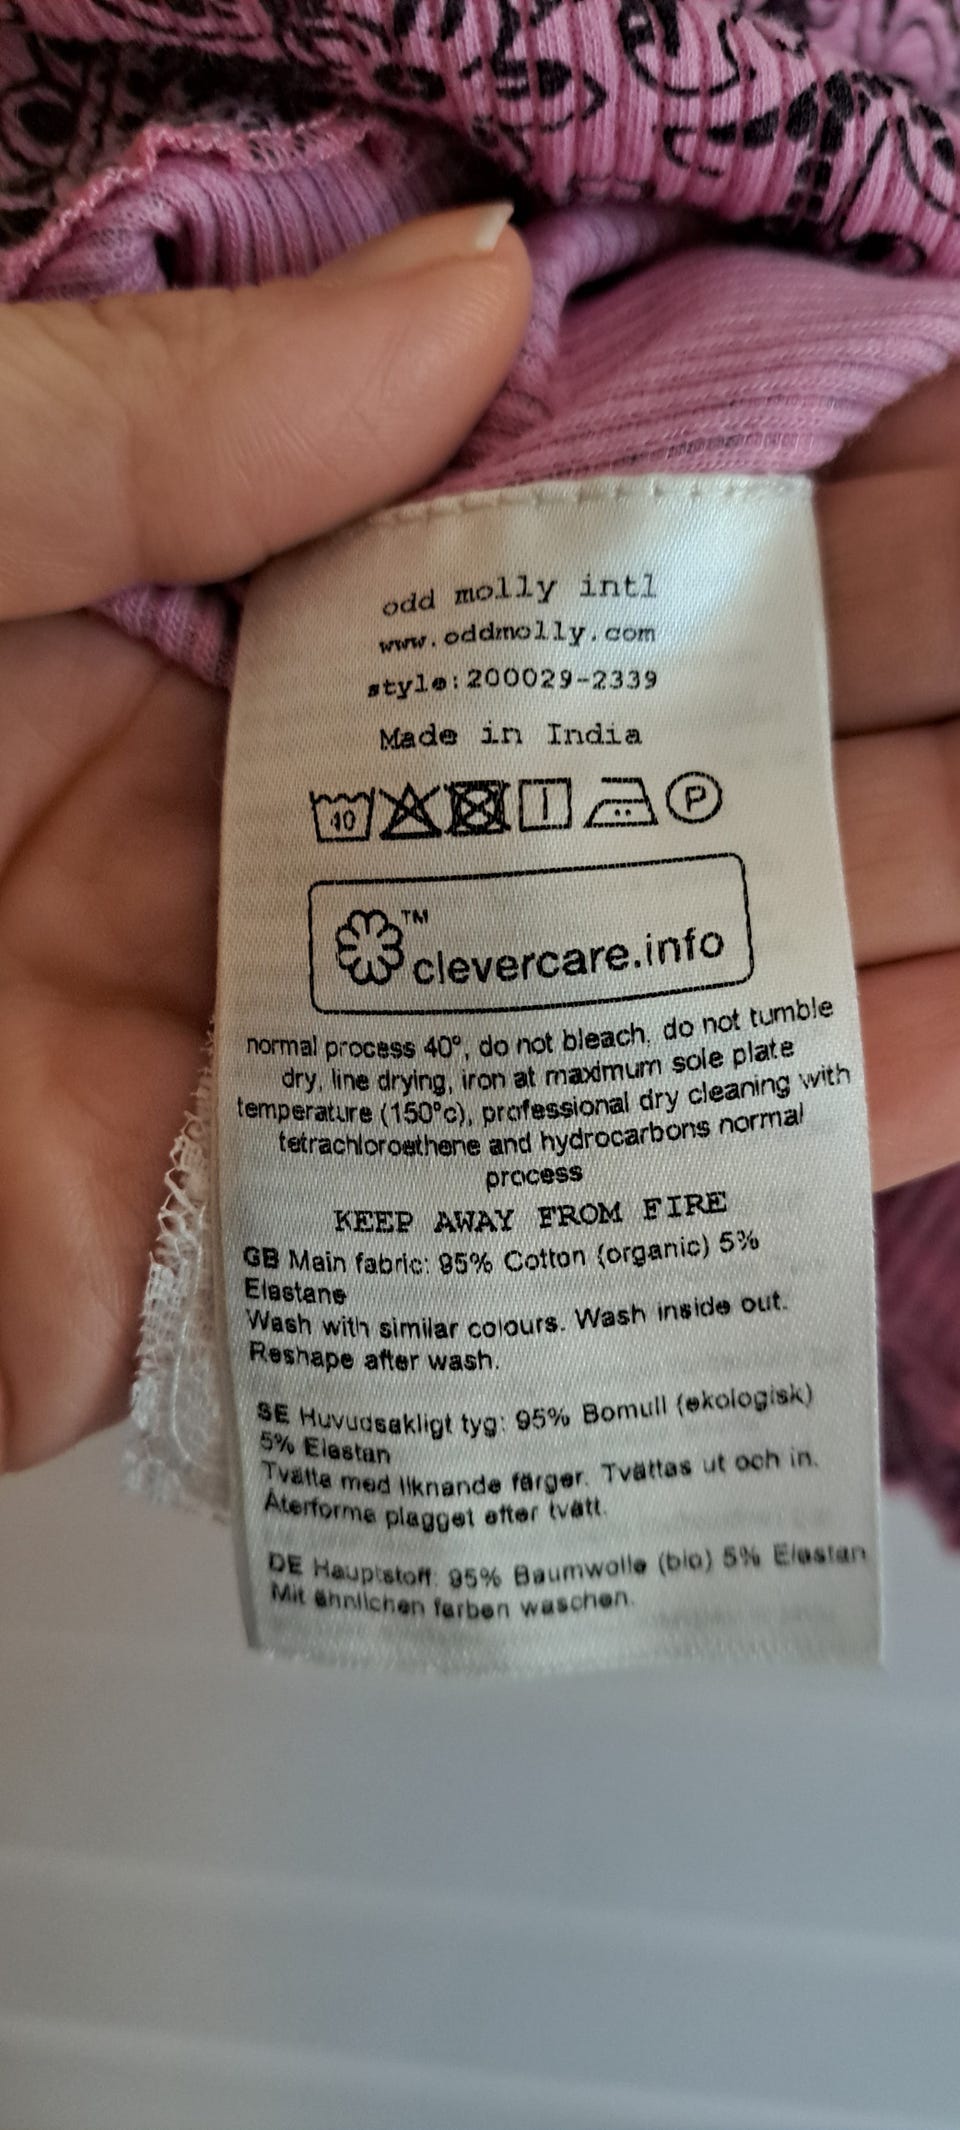 odd molly intl
www.oddmolly.com
style:200029-2339
Made in India
40 P
TM
clevercare.info
normal process 40°, do not bleach, do not tumble
dry, line drying, iron at maximum sole plate
temperature (150°c), professional dry cleaning with
tetrachloroethene and hydrocarbons normal
process
KEEP AWAY FROM FIRE
GB Main fabric: 95% Cotton (organic) 5%
Elastane
Wash with similar colours. Wash inside out.
Reshape after wash.
SE Huvudsakligt tyg: 95% Bomull (ekologisk)
5% Elastan
Tvätta med liknande färger. Tvättas ut och in.
Återforma plagget efter tvätt.
DE Hauptstoff: 95% Baumwolle (bio) 5% Elastan
Mit ähnlichen farben waschen.